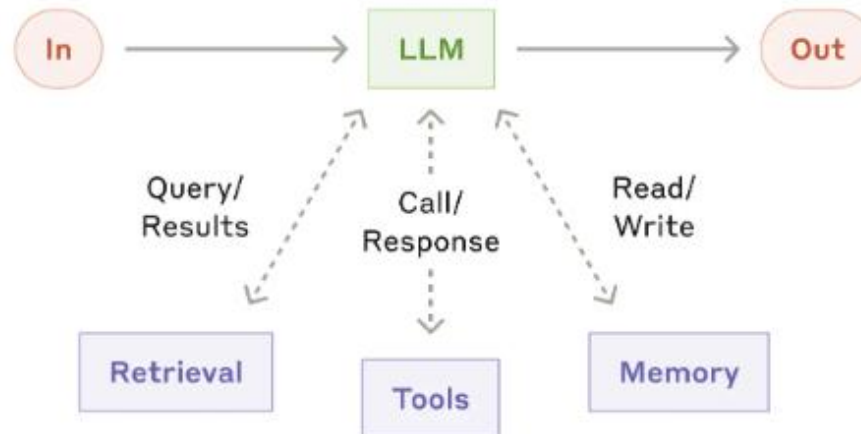 In
LLM
Out
Query/
Results
Call/
Response
Read/
Write
Retrieval
Tools
Memory